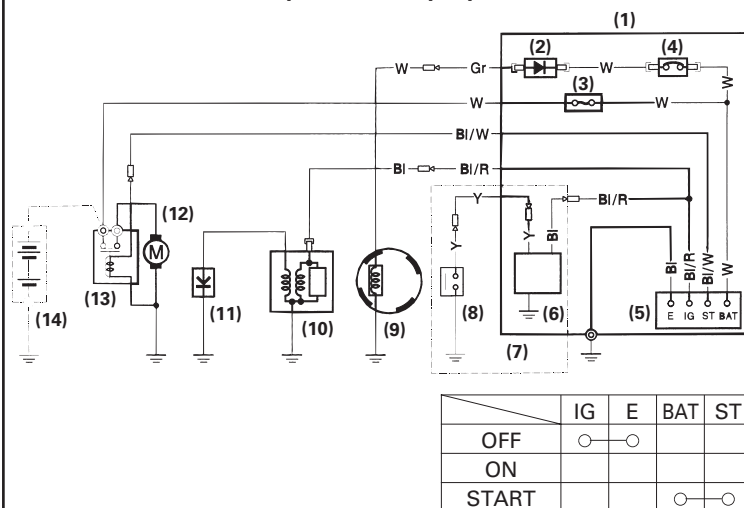 (1)
(2)
(4)
W
Gr
W
W
(3)
W
W
Bl/W
Bl
Bl/R
Y
Bl/R
(12)
M
Y
Y
Bl
Bl
Bl/R
Bl/W
W
(14)
(13)
(11)
(10)
(9)
(8)
(6)
(5)
E IG ST BAT
(7)
IG E BAT ST
OFF
ON
START